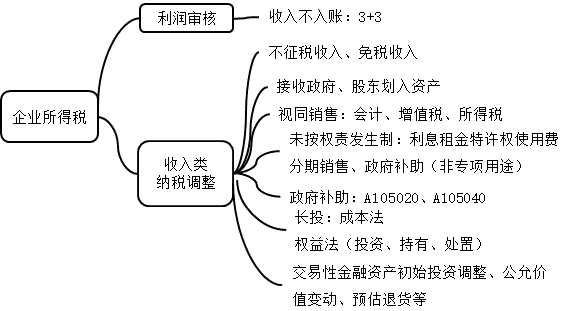 利润审核
收入不入账：3+3
不征税收入、免税收入
接收政府、股东划入资产
企业所得税
视同销售：会计、增值税、所得税
未按权责发生制：利息租金特许权使用费
分期销售、政府补助（非专项用途）
收入类
纳税调整
政府补助：A105020、A105040
长投：成本法
权益法（投资、持有、处置）
交易性金融资产初始投资调整、公允价
值变动、预估退货等